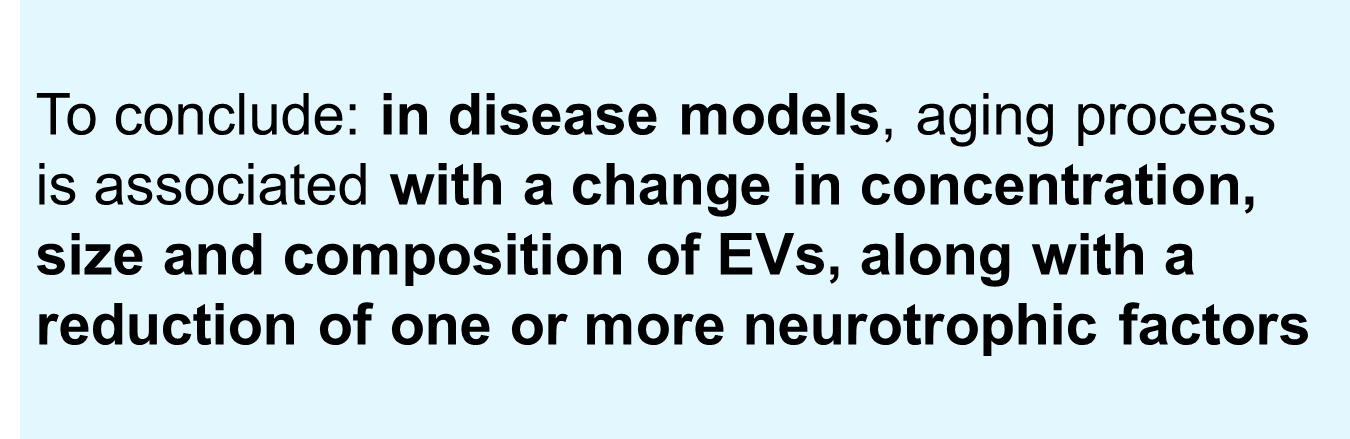 To conclude: in disease models, aging process
is associated with a change in concentration,
size and composition of EVs, along with a
reduction of one or more neurotrophic factors